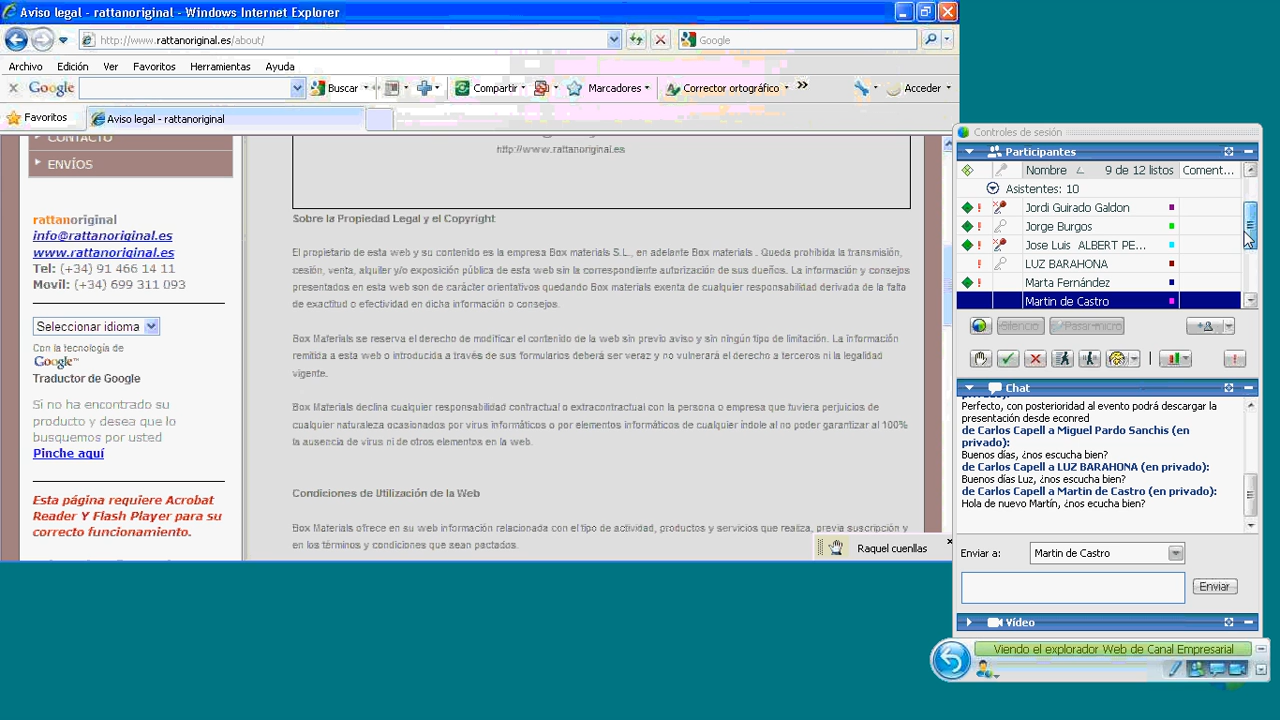 Aviso legal - rattanoriginal - Windows Internet Explorer
http://www.rattanoriginal.es/about/
Google
Archivo Edición Ver Favoritos Herramientas Ayuda
x Google Buscar Compartir Marcadores Corrector ortográfico » Acceder
Favoritos Aviso legal - rattanoriginal
CONTACTO
ENVÍOS
rattanoriginal
info@rattanoriginal.es
www.rattanoriginal.es
Tel: (+34) 91 466 14 11
Movil: (+34) 699 311 093
Seleccionar idioma
Con la tecnología de
Google™
Traductor de Google
Si no ha encontrado su
producto y desea que lo
busquemos por usted
Pinche aquí
Esta página requiere Acrobat
Reader Y Flash Player para su
correcto funcionamiento.
http://www.rattanoriginal.es
Sobre la Propiedad Legal y el Copyright
El propietario de esta web y su contenido es la empresa Box materials S.L., en adelante Box materials . Queda prohibida la transmisión,
cesión, venta, alquiler y/o exposición pública de esta web sin la correspondiente autorización de sus dueños. La información y consejos
presentados en esta web son de carácter orientativos quedando Box materials exenta de cualquier responsabilidad derivada de la falta
de exactitud o efectividad en dicha información o consejos.
Box Materials se reserva el derecho de modificar el contenido de la web sin previo aviso y sin ningún tipo de limitación. La información
remitida a esta web o introducida a través de sus formularios deberá ser veraz y no vulnerará el derecho a terceros ni la legalidad
vigente.
Box Materials declina cualquier responsabilidad contractual o extracontractual con la persona o empresa que tuviera perjuicios de
cualquier naturaleza ocasionados por virus informáticos o por elementos informáticos de cualquier índole al no poder garantizar al 100%
la ausencia de virus ni de otros elementos en la web.
Condiciones de Utilización de la Web
Box Materials ofrece en su web información relacionada con el tipo de actividad, productos y servicios que realiza, previa suscripción y
en los términos y condiciones que sean pactados.
Raquel cuenllas
Controles de sesión
Participantes
Nombre 9 de 12 listos Coment...
Asistentes: 10
Jordi Guirado Galdon
Jorge Burgos
Jose Luis ALBERT PE...
LUZ BARAHONA
Marta Fernández
Martin de Castro
Silencio Pasar micro
Chat
Perfecto, con posterioridad al evento podrá descargar la
presentación desde econred
de Carlos Capell a Miguel Pardo Sanchis (en
privado):
Buenos días, ¿nos escucha bien?
de Carlos Capell a LUZ BARAHONA (en privado):
Buenos días Luz, ¿nos escucha bien?
de Carlos Capell a Martin de Castro (en privado):
Hola de nuevo Martín, ¿nos ecucha bien?
Enviar a: Martin de Castro
Enviar
Vídeo
Viendo el explorador Web de Canal Empresarial